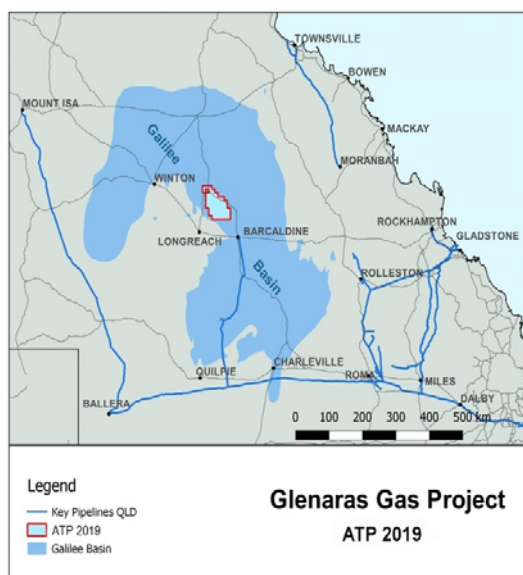 TOWNSVILLE
BOWEN
MOUNT ISA
MACKAY
Galilee
MORANBAH
WINTON
ROCKHAMPTON
GLADSTONE
LONGREACH
BARCALDINE
Basin
ROLLESTON
QUILPIE
CHARLEVILLE
ROMA
MILES
BALLERA
DALBY
0 100 200 300 400 500 km
Legend
Key Pipelines QLD
ATP 2019
Galilee Basin
Glenaras Gas Project
ATP 2019